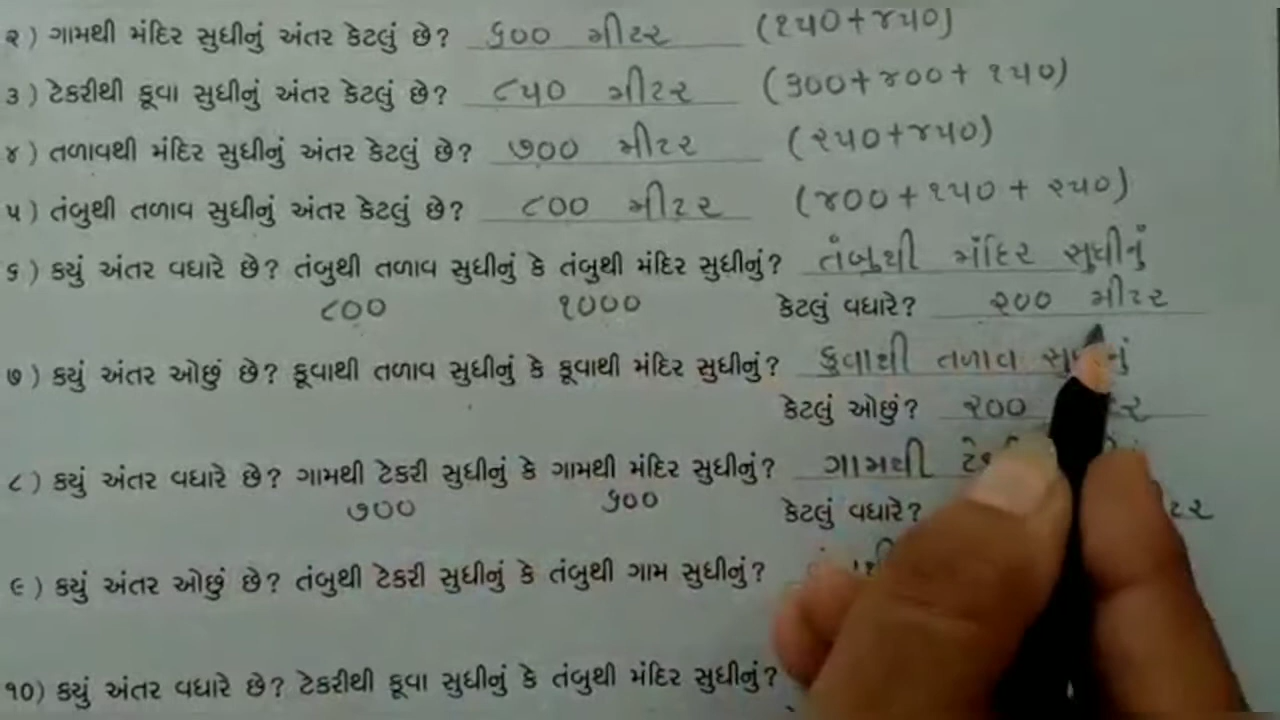 ૨) ગામથી મંદિર સુધીનું અંતર કેટલું છે? ૬૦૦ મીટર (૧૫૦+૪૫૦)
૩) ટેકરીથી કૂવા સુધીનું અંતર કેટલું છે? ૮૫૦ મીટર (૩૦૦+૪૦૦+ ૧૫૦)
૪) તળાવથી મંદિર સુધીનું અંતર કેટલું છે? ૭૦૦ મીટર (૨૫૦+૪૫૦)
૫) તંબુથી તળાવ સુધીનું અંતર કેટલું છે? ૮૦૦ મીટર (૪૦૦+૧૫૦ + ૨૫૦)
૬) કયું અંતર વધારે છે? તંબુથી તળાવ સુધીનું કે તંબુથી મંદિર સુધીનું? તંબુથી મંદિર સુધીનું
૮૦૦ ૧૦૦૦ કેટલું વધારે? ૨૦૦ મીટર
૭) કયું અંતર ઓછું છે? કૂવાથી તળાવ સુધીનું કે કૂવાથી મંદિર સુધીનું? કુવાથી તળાવ
કેટલું ઓછું? ૨૦૦
૮) કયું અંતર વધારે છે? ગામથી ટેકરી સુધીનું કે ગામથી મંદિર સુધીનું? ગામથી
૭૦૦ ૬૦૦ કેટલું વધારે?
૯) કયું અંતર ઓછું છે? તંબુથી ટેકરી સુધીનું કે તંબુથી ગામ સુધીનું?
૧૦) કયું અંતર વધારે છે? ટેકરીથી કૂવા સુધીનું કે તંબુથી મંદિર સુધીનું?